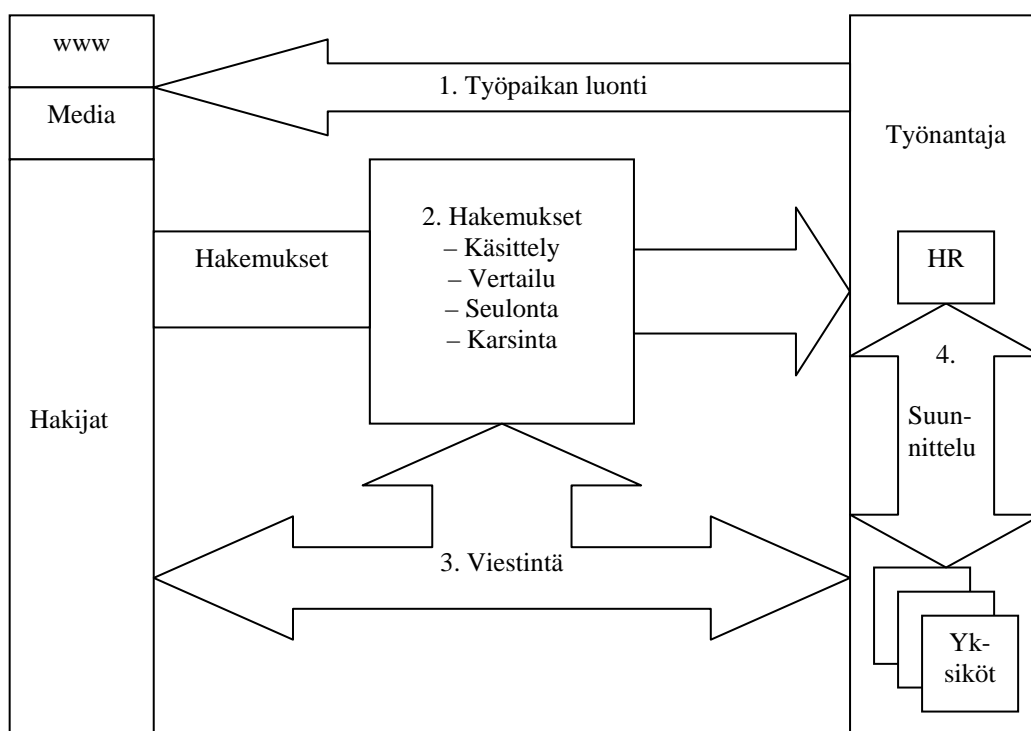 www
Media
1. Työpaikan luonti
Työnantaja
Hakemukset
2. Hakemukset
– Käsittely
– Vertailu
– Seulonta
– Karsinta
HR
4.
Suun-
nittelu
Hakijat
3. Viestintä
Yk-
siköt